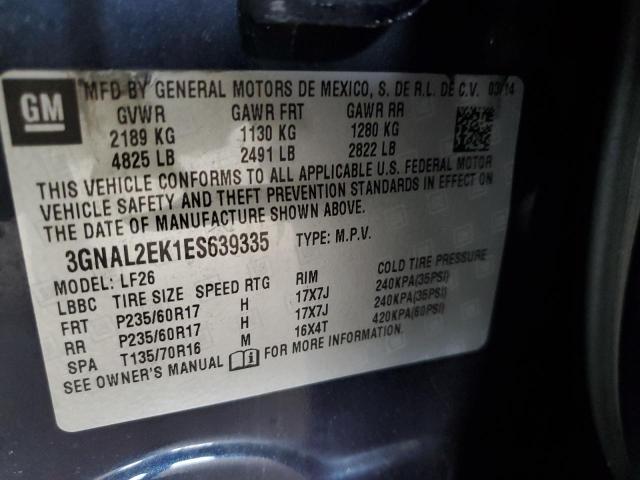 GM
MFD BY GENERAL MOTORS DE MEXICO, S. DE R.L. DE C.V. 03/14
GVWR GAWR FRT GAWR RR
2189 KG 1130 KG 1280 KG
4825 LB 2491 LB 2822 LB
THIS VEHICLE CONFORMS TO ALL APPLICABLE U.S. FEDERAL MOTOR
VEHICLE SAFETY AND THEFT PREVENTION STANDARDS IN EFFECT ON
THE DATE OF MANUFACTURE SHOWN ABOVE.
3GNAL2EK1ES639335 TYPE: M.P.V.
MODEL: LF26
LBBC TIRE SIZE SPEED RTG RIM COLD TIRE PRESSURE
FRT P235/60R17 H 17X7J 240KPA(35PSI)
RR P235/60R17 H 17X7J 240KPA(35PSI)
SPA T135/70R16 M 16X4T 420KPA(60PSI)
SEE OWNER'S MANUAL FOR MORE INFORMATION.